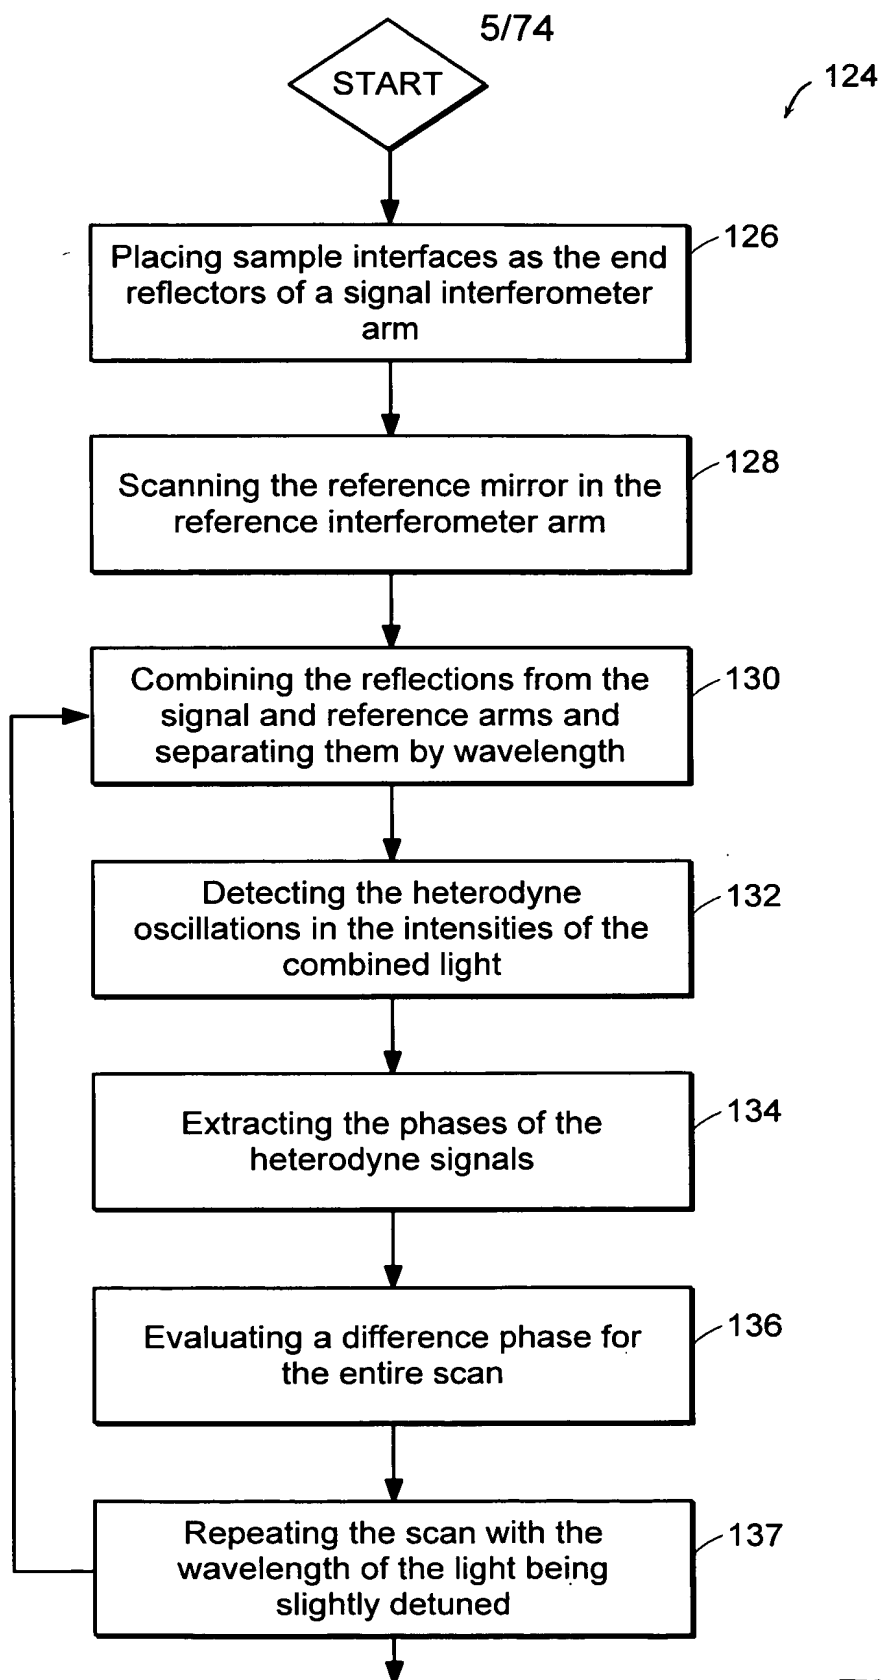 5/74
START
124
Placing sample interfaces as the end
reflectors of a signal interferometer
arm
126
Scanning the reference mirror in the
reference interferometer arm
128
Combining the reflections from the
signal and reference arms and
separating them by wavelength
130
Detecting the heterodyne
oscillations in the intensities of the
combined light
132
Extracting the phases of the
heterodyne signals
134
Evaluating a difference phase for
the entire scan
136
Repeating the scan with the
wavelength of the light being
slightly detuned
137